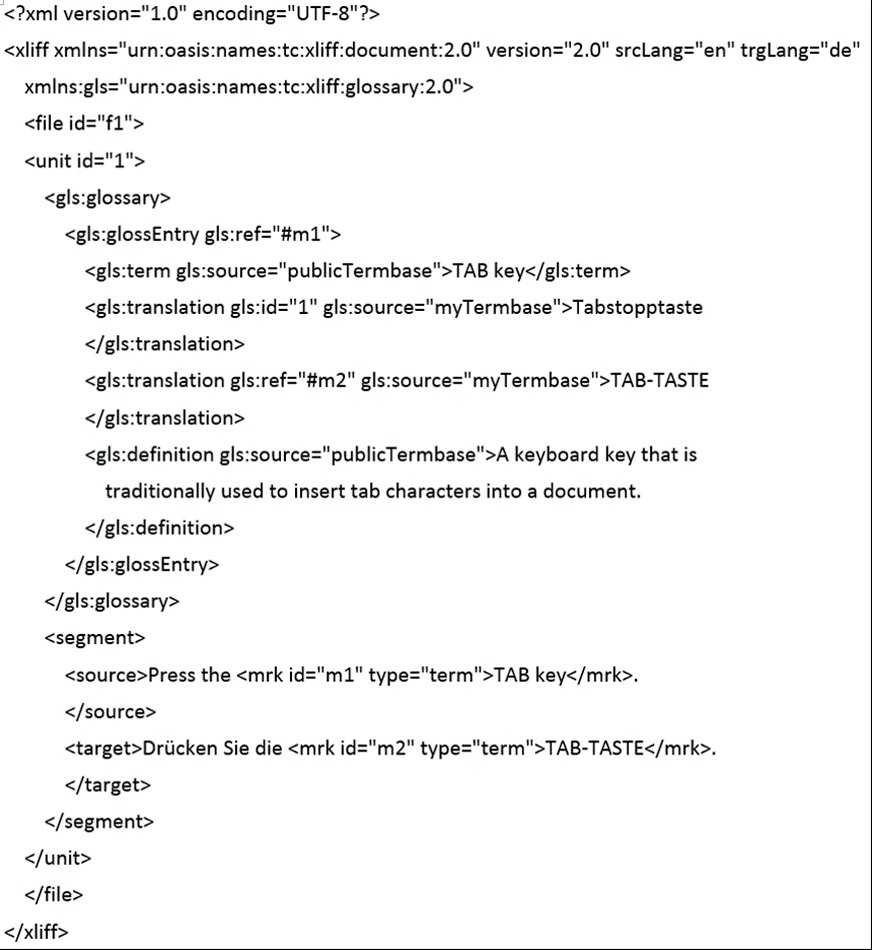 <?xml version="1.0" encoding="UTF-8"?>
<xliff xmlns="urn:oasis:names:tc:xliff:document:2.0" version="2.0" srcLang="en" trgLang="de"
xmlns:gls="urn:oasis:names:tc:xliff:glossary:2.0">
<file id="f1">
<unit id="1">
<gls:glossary>
<gls:glossEntry gls:ref="#m1">
<gls:term gls:source="publicTermbase">TAB key</gls:term>
<gls:translation gls:id="1" gls:source="myTermbase">Tabstopptaste
</gls:translation>
<gls:translation gls:ref="#m2" gls:source="myTermbase">TAB-TASTE
</gls:translation>
<gls:definition gls:source="publicTermbase">A keyboard key that is
traditionally used to insert tab characters into a document.
</gls:definition>
</gls:glossEntry>
</gls:glossary>
<segment>
<source>Press the <mrk id="m1" type="term">TAB key</mrk>.
</source>
<target>Drücken Sie die <mrk id="m2" type="term">TAB-TASTE</mrk>.
</target>
</segment>
</unit>
</file>
</xliff>